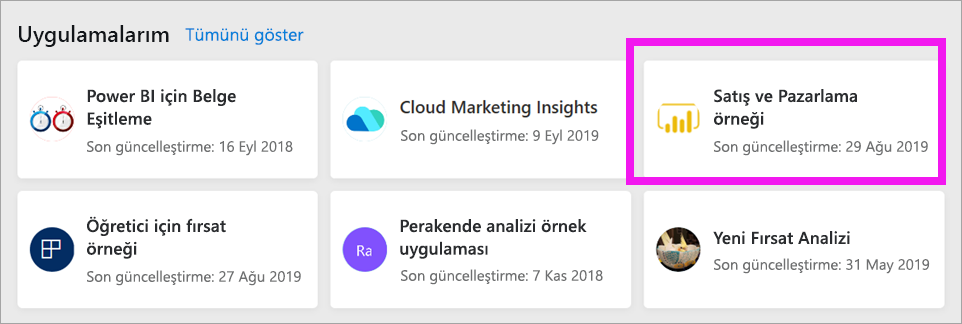 Uygulamalarım Tümünü göster
Power BI için Belge
Eşitleme
Son güncelleştirme: 16 Eyl 2018
Cloud Marketing Insights
Son güncelleştirme: 9 Eyl 2019
Satış ve Pazarlama
örneği
Son güncelleştirme: 29 Ağu 2019
Öğretici için fırsat
örneği
Son güncelleştirme: 27 Ağu 2019
Ra
Perakende analizi örnek
uygulaması
Son güncelleştirme: 7 Kas 2018
Yeni Fırsat Analizi
Son güncelleştirme: 31 May 2019